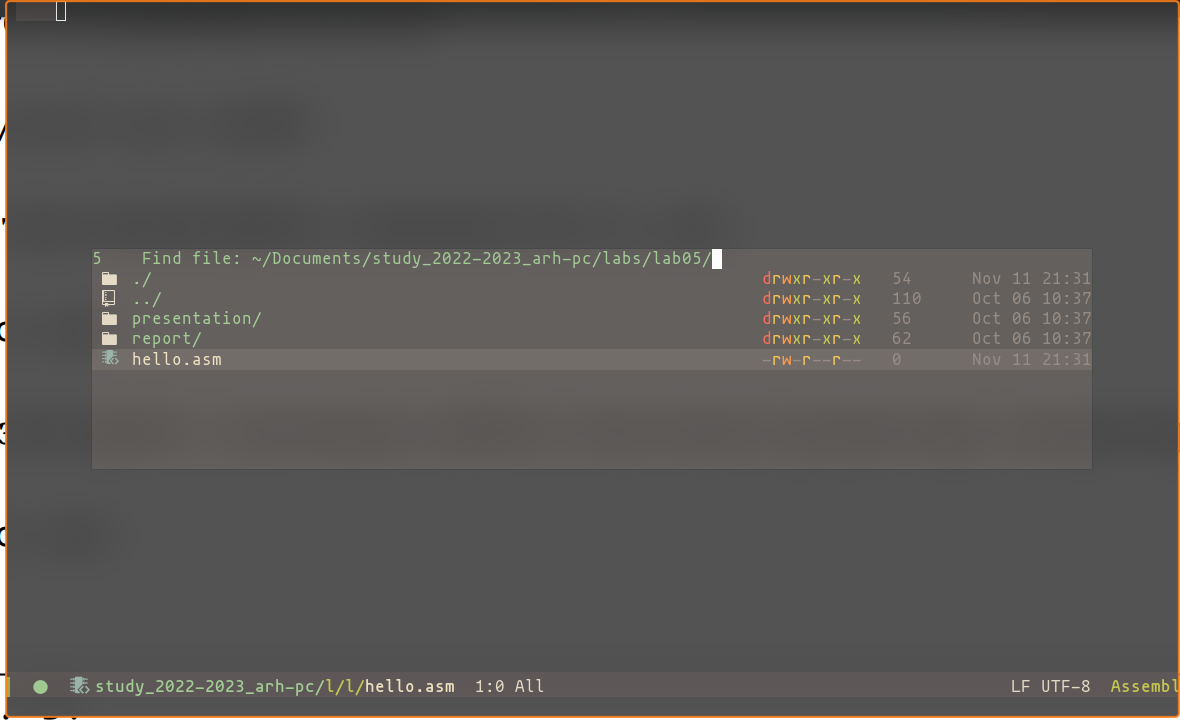 5 Find file: ~/Documents/study_2022-2023_arh-pc/labs/lab05/
./ drwxr-xr-x 54 Nov 11 21:31
../ drwxr-xr-x 110 Oct 06 10:37
presentation/ drwxr-xr-x 56 Oct 06 10:37
report/ drwxr-xr-x 62 Oct 06 10:37
hello.asm -rw-r--r-- 0 Nov 11 21:31
study_2022-2023_arh-pc/l/l/hello.asm 1:0 All LF UTF-8 Assembl